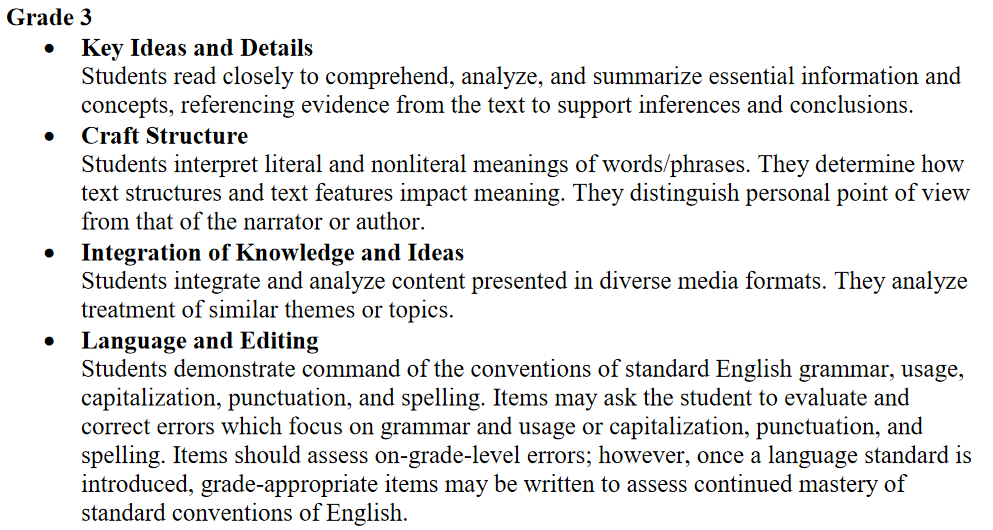 Grade 3
• Key Ideas and Details
Students read closely to comprehend, analyze, and summarize essential information and
concepts, referencing evidence from the text to support inferences and conclusions.
• Craft Structure
Students interpret literal and nonliteral meanings of words/phrases. They determine how
text structures and text features impact meaning. They distinguish personal point of view
from that of the narrator or author.
• Integration of Knowledge and Ideas
Students integrate and analyze content presented in diverse media formats. They analyze
treatment of similar themes or topics.
• Language and Editing
Students demonstrate command of the conventions of standard English grammar, usage,
capitalization, punctuation, and spelling. Items may ask the student to evaluate and
correct errors which focus on grammar and usage or capitalization, punctuation, and
spelling. Items should assess on-grade-level errors; however, once a language standard is
introduced, grade-appropriate items may be written to assess continued mastery of
standard conventions of English.